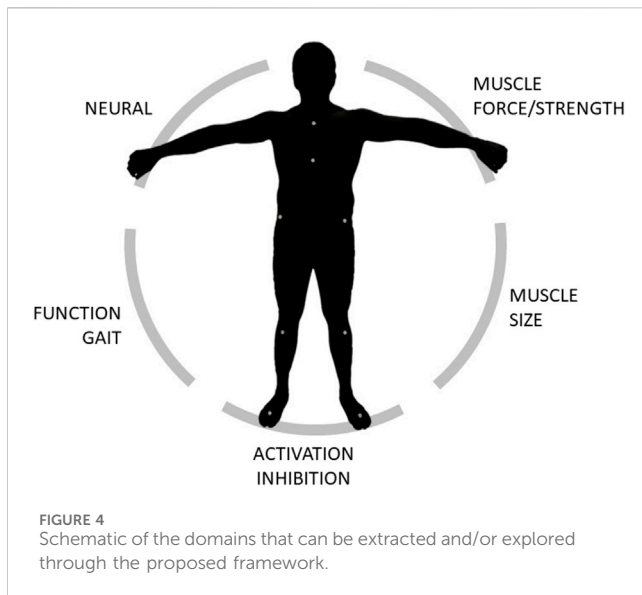 NEURAL
MUSCLE
FORCE/STRENGTH
FUNCTION
GAIT
MUSCLE
SIZE
ACTIVATION
INHIBITION
FIGURE 4
Schematic of the domains that can be extracted and/or explored
through the proposed framework.